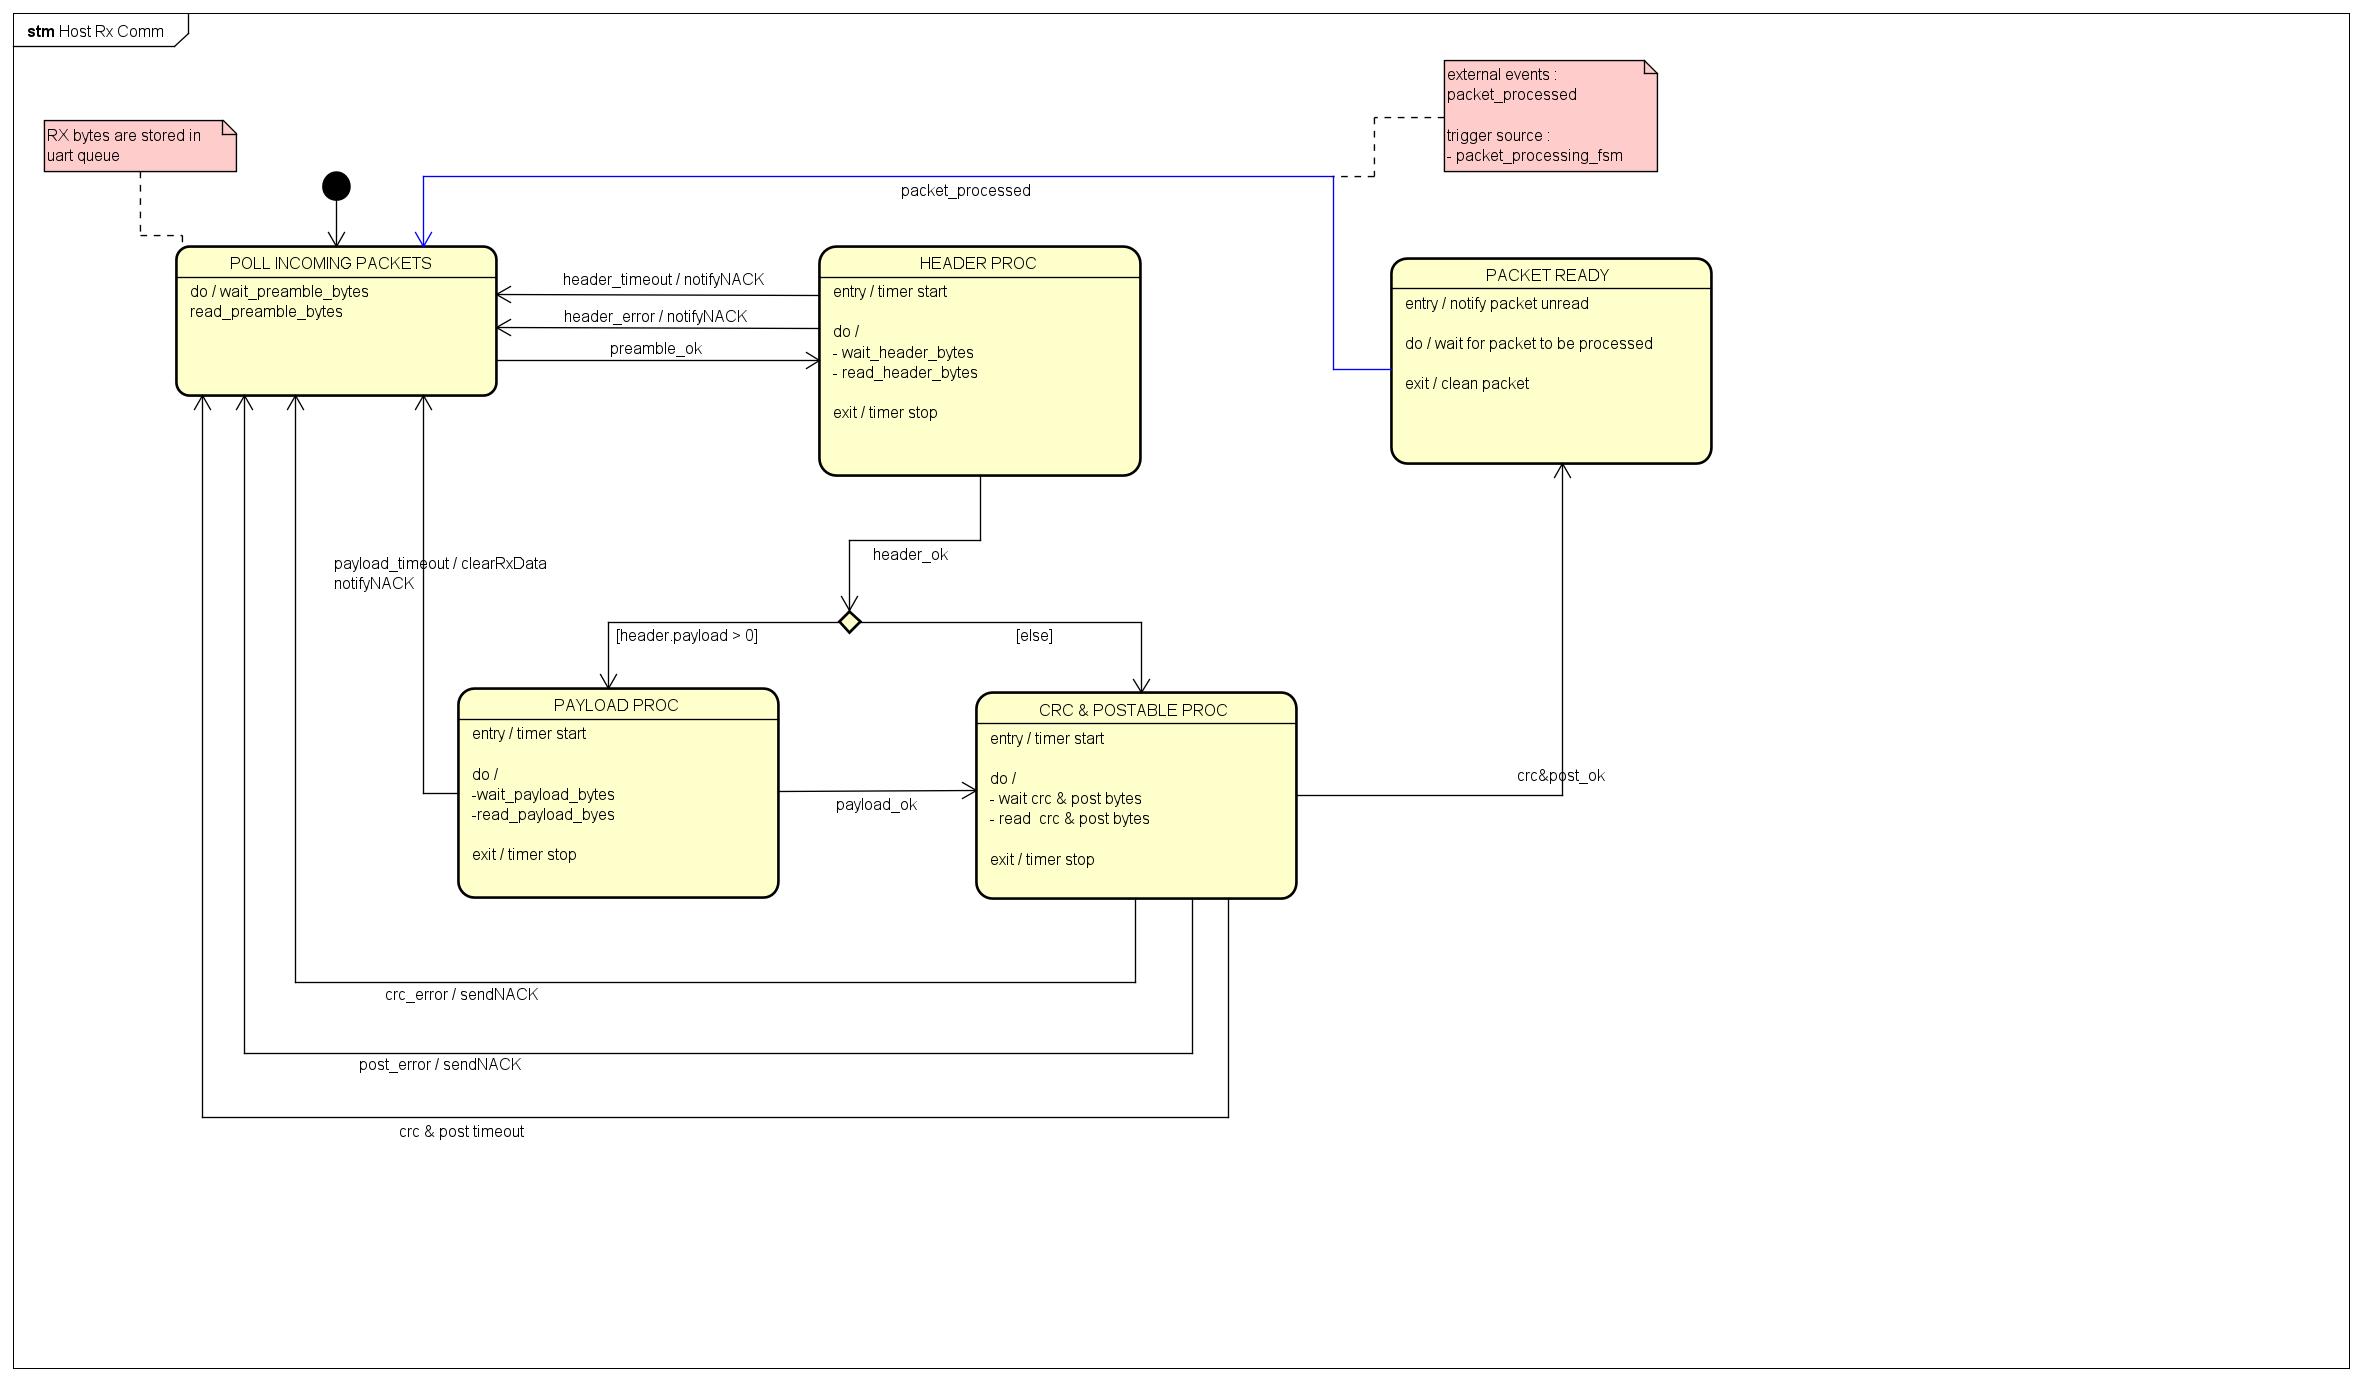 stm Host Rx Comm
external events :
packet_processed
trigger source :
- packet_processing_fsm
RX bytes are stored in
uart queue
packet_processed
POLL INCOMING PACKETS
do / wait_preamble_bytes
read_preamble_bytes
header_timeout / notifyNACK
header_error / notifyNACK
preamble_ok
HEADER PROC
entry / timer start
do /
- wait_header_bytes
- read_header_bytes
exit / timer stop
PACKET READY
entry / notify packet unread
do / wait for packet to be processed
exit / clean packet
payload_timeout / clearRxData
notifyNACK
header_ok
[header.payload > 0]
[else]
PAYLOAD PROC
entry / timer start
do /
-wait_payload_bytes
-read_payload_byes
exit / timer stop
payload_ok
CRC & POSTABLE PROC
entry / timer start
do /
- wait crc & post bytes
- read  crc & post bytes
exit / timer stop
crc&post_ok
crc_error / sendNACK
post_error / sendNACK
crc & post timeout